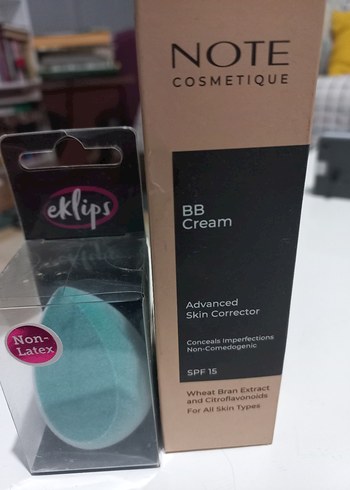 NOTE
COSMETIQUE
BB
Cream
Advanced
Skin Corrector
Conceals Imperfections
Non-Comedogenic
SPF 15
Wheat Bran Extract
and Citroflavonoids
For All Skin Types
eklips
Non-
Latex